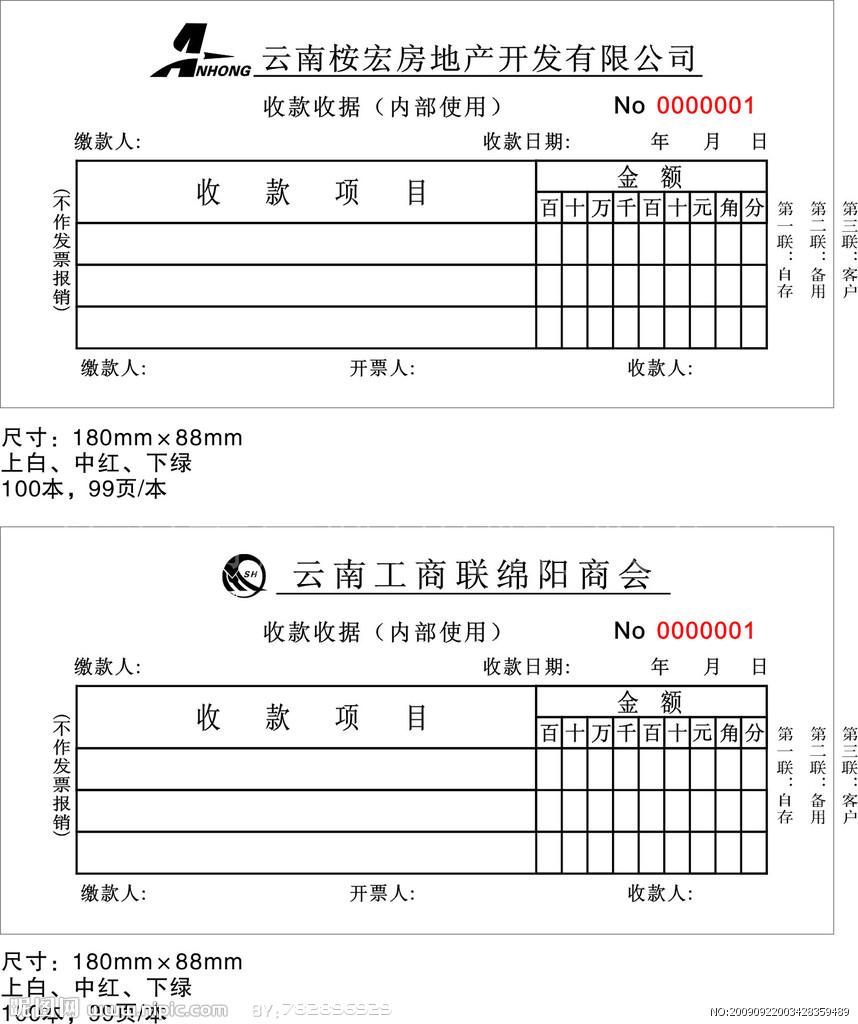 ANHONG 云南桉宏房地产开发有限公司
收款收据（内部使用） No 0000001
缴款人: 收款日期: 年 月 日
收款项目 金额
百 十 万 千 百 十 元 角 分
（不作发票报销）
第一联：自存
第二联：备用
第三联：客户
缴款人: 开票人: 收款人:
尺寸：180mm×88mm
上白、中红、下绿
100本，99页/本
SH 云南工商联绵阳商会
收款收据（内部使用） No 0000001
缴款人: 收款日期: 年 月 日
收款项目 金额
百 十 万 千 百 十 元 角 分
（不作发票报销）
第一联：自存
第二联：备用
第三联：客户
缴款人: 开票人: 收款人:
尺寸：180mm×88mm
上白、中红、下绿
100本，99页/本
昵图网 www.nipic.com BY:782896929 NO:20090922003428359489